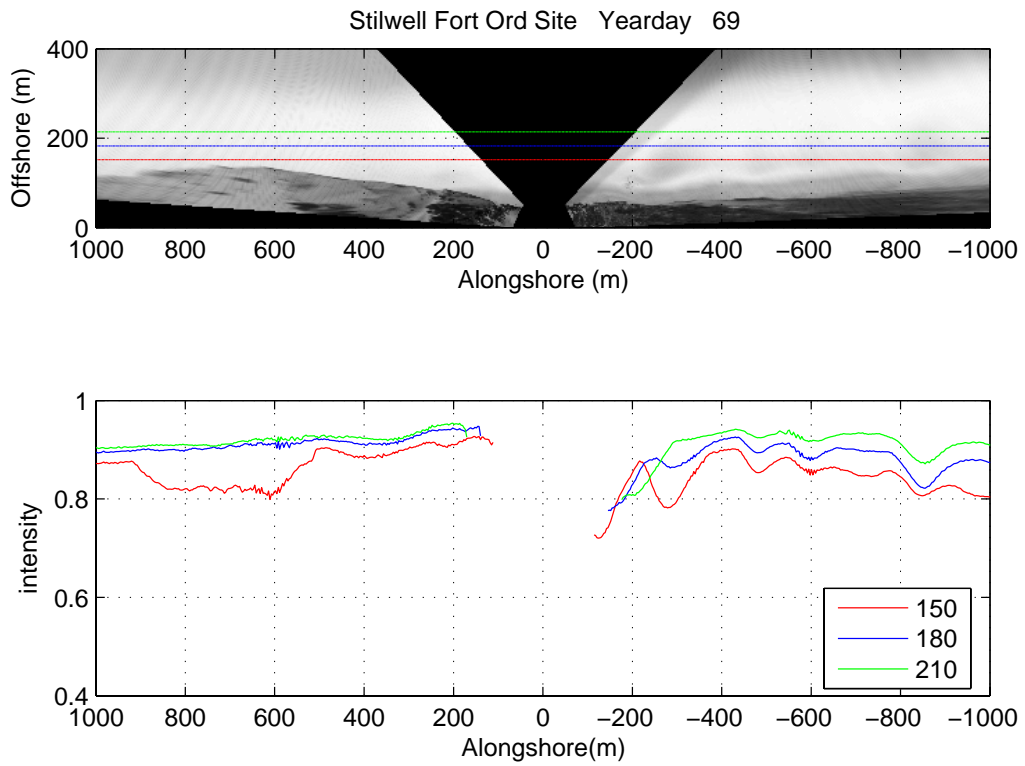 Stilwell Fort Ord Site Yearday 69
400
200
0
Offshore (m)
1000 800 600 400 200 0 −200 −400 −600 −800 −1000
Alongshore (m)
1
0.8
0.6
0.4
intensity
150
180
210
1000 800 600 400 200 0 −200 −400 −600 −800 −1000
Alongshore(m)